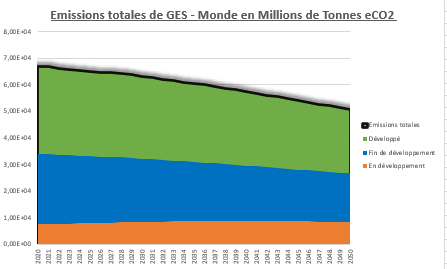 Emissions totales de GES - Monde en Millions de Tonnes eCO2
8,00E+04
7,00E+04
6,00E+04
5,00E+04
4,00E+04
3,00E+04
2,00E+04
1,00E+04
0,00E+00
Emissions totales
Développé
Fin de développement
En développement
2020 2021 2022 2023 2024 2025 2026 2027 2028 2029 2030 2031 2032 2033 2034 2035 2036 2037 2038 2039 2040 2041 2042 2043 2044 2045 2046 2047 2048 2049 2050